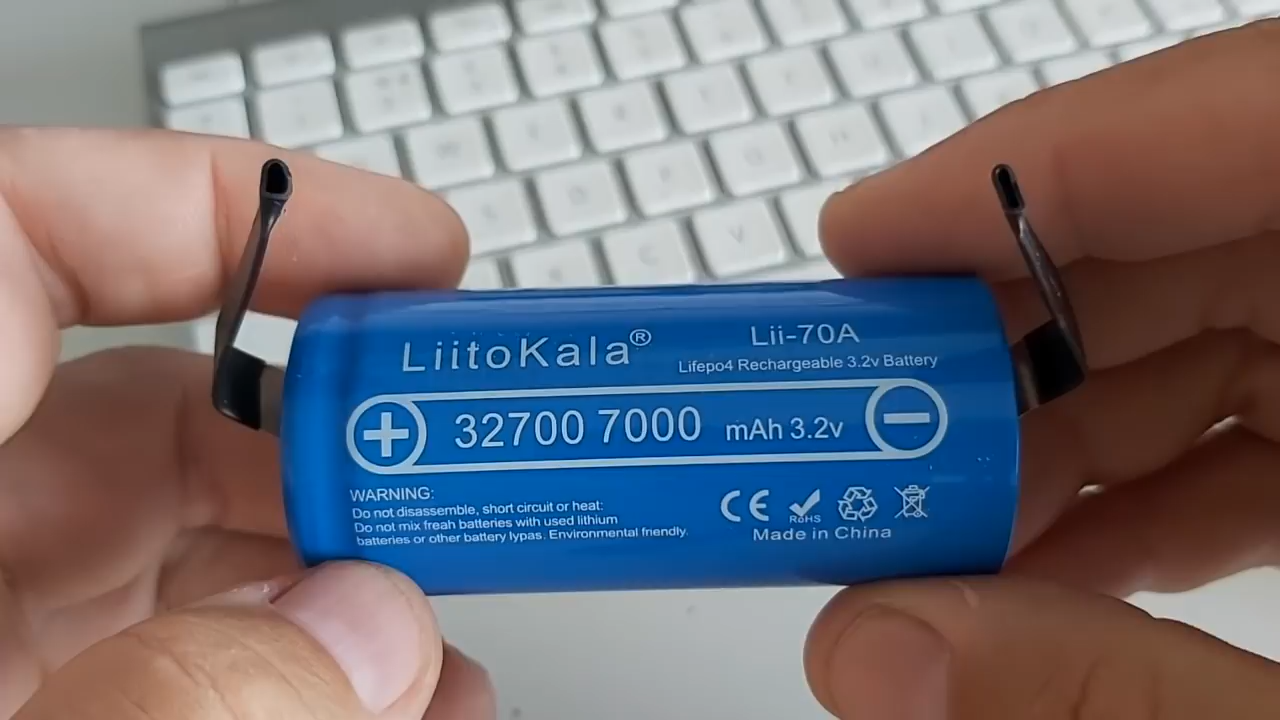 LiitoKala®
Lii-70A
Lifepo4 Rechargeable 3.2v Battery
32700 7000 mAh 3.2v
WARNING:
Do not disassemble, short circuit or heat:
Do not mix freah batteries with used lithium
batteries or other battery lypas. Environmental friendly.
CE
RoHS
Made in China